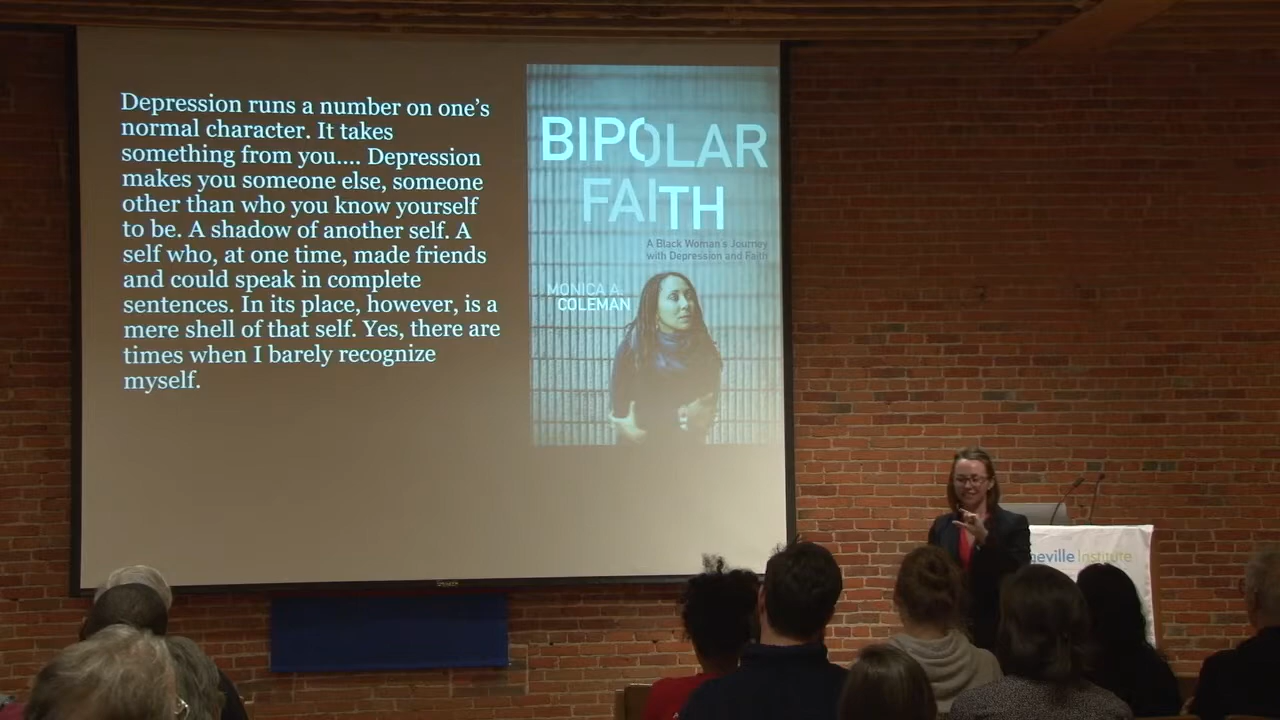 Depression runs a number on one's
normal character. It takes
something from you.... Depression
makes you someone else, someone
other than who you know yourself
to be. A shadow of another self. A
self who, at one time, made friends
and could speak in complete
sentences. In its place, however, is a
mere shell of that self. Yes, there are
times when I barely recognize
myself.
BIPOLAR
FAITH
A Black Woman's Journey
with Depression and Faith
MONICA A.
COLEMAN
geville Institute